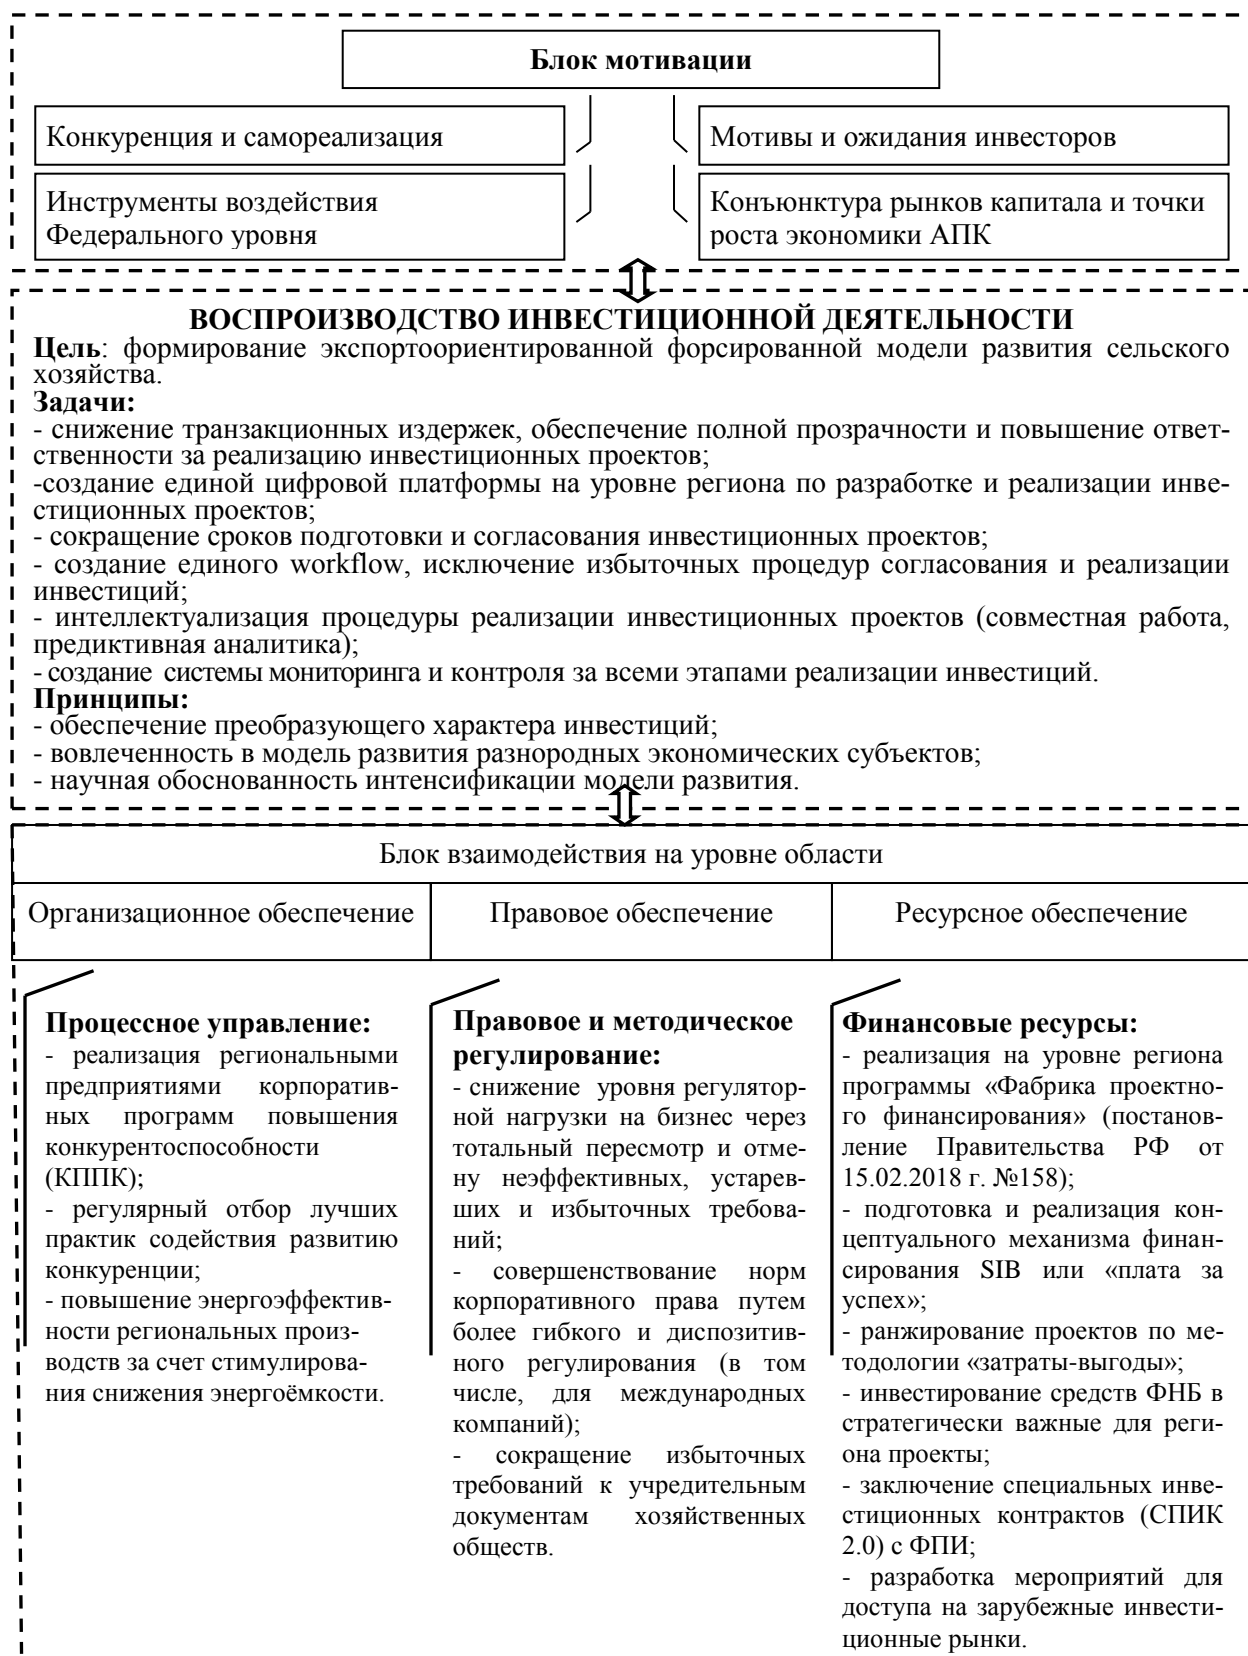 Блок мотивации
Конкуренция и самореализация
Мотивы и ожидания инвесторов
Инструменты воздействия
Федерального уровня
Конъюнктура рынков капитала и точки
роста экономики АПК
ВОСПРОИЗВОДСТВО ИНВЕСТИЦИОННОЙ ДЕЯТЕЛЬНОСТИ
Цель: формирование экспортоориентированной форсированной модели развития сельского
хозяйства.
Задачи:
- снижение транзакционных издержек, обеспечение полной прозрачности и повышение ответ-
ственности за реализацию инвестиционных проектов;
-создание единой цифровой платформы на уровне региона по разработке и реализации инве-
стиционных проектов;
- сокращение сроков подготовки и согласования инвестиционных проектов;
- создание единого workflow, исключение избыточных процедур согласования и реализации
инвестиций;
- интеллектуализация процедуры реализации инвестиционных проектов (совместная работа,
предиктивная аналитика);
- создание системы мониторинга и контроля за всеми этапами реализации инвестиций.
Принципы:
- обеспечение преобразующего характера инвестиций;
- вовлеченность в модель развития разнородных экономических субъектов;
- научная обоснованность интенсификации модели развития.
Блок взаимодействия на уровне области
Организационное обеспечение
Правовое обеспечение
Ресурсное обеспечение
Процессное управление:
- реализация региональными
предприятиями корпоратив-
ных программ повышения
конкурентоспособности
(КППК);
- регулярный отбор лучших
практик содействия развитию
конкуренции;
- повышение энергоэффектив-
ности региональных произ-
водств за счет стимулирова-
ния снижения энергоёмкости.
Правовое и методическое
регулирование:
- снижение уровня регулятор-
ной нагрузки на бизнес через
тотальный пересмотр и отме-
ну неэффективных, устарев-
ших и избыточных требова-
ний;
- совершенствование норм
корпоративного права путем
более гибкого и диспозитив-
ного регулирования (в том
числе, для международных
компаний);
- сокращение избыточных
требований к учредительным
документам хозяйственных
обществ.
Финансовые ресурсы:
- реализация на уровне региона
программы «Фабрика проектно-
го финансирования» (постанов-
ление Правительства РФ от
15.02.2018 г. №158);
- подготовка и реализация кон-
цептуального механизма финан-
сирования SIB или «плата за
успех»;
- ранжирование проектов по ме-
тодологии «затраты-выгоды»;
- инвестирование средств ФНБ в
стратегически важные для реги-
она проекты;
- заключение специальных инве-
стиционных контрактов (СПИК
2.0) с ФПИ;
- разработка мероприятий для
доступа на зарубежные инвести-
ционные рынки.